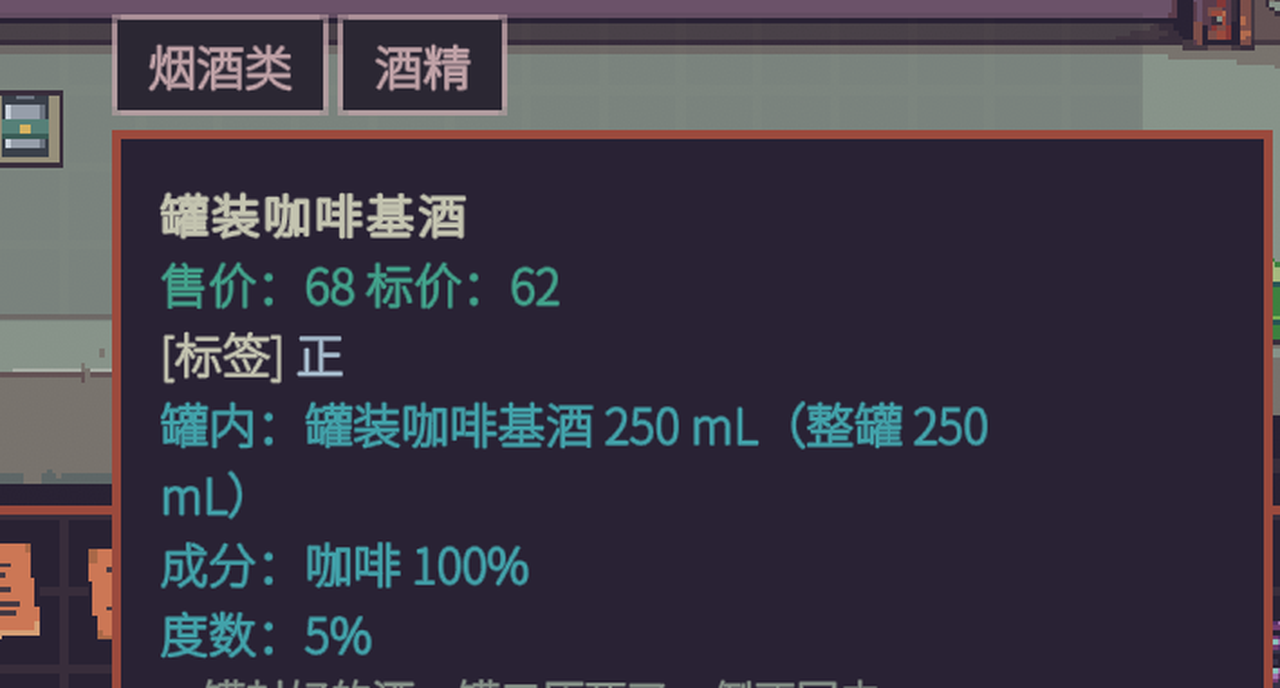 烟酒类 酒精
罐装咖啡基酒
售价：68 标价：62
[标签] 正
罐内：罐装咖啡基酒 250 mL（整罐 250
mL）
成分：咖啡 100%
度数：5%